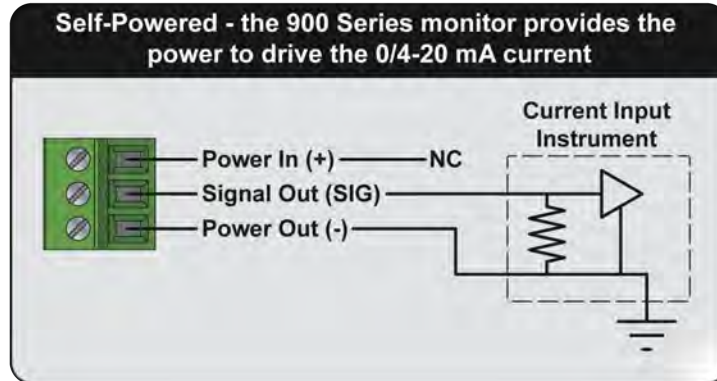 Self-Powered - the 900 Series monitor provides the
power to drive the 0/4-20 mA current
Current Input
Instrument
Power In (+)
NC
Signal Out (SIG)
Power Out (-)